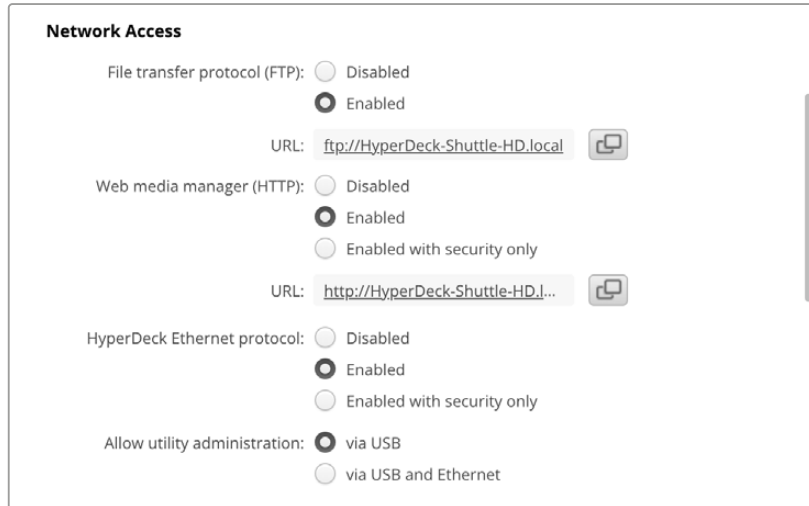 Network Access
File transfer protocol (FTP): Disabled
Enabled
URL: ftp://HyperDeck-Shuttle-HD.local
Web media manager (HTTP): Disabled
Enabled
Enabled with security only
URL: http://HyperDeck-Shuttle-HD.l...
HyperDeck Ethernet protocol: Disabled
Enabled
Enabled with security only
Allow utility administration: via USB
via USB and Ethernet